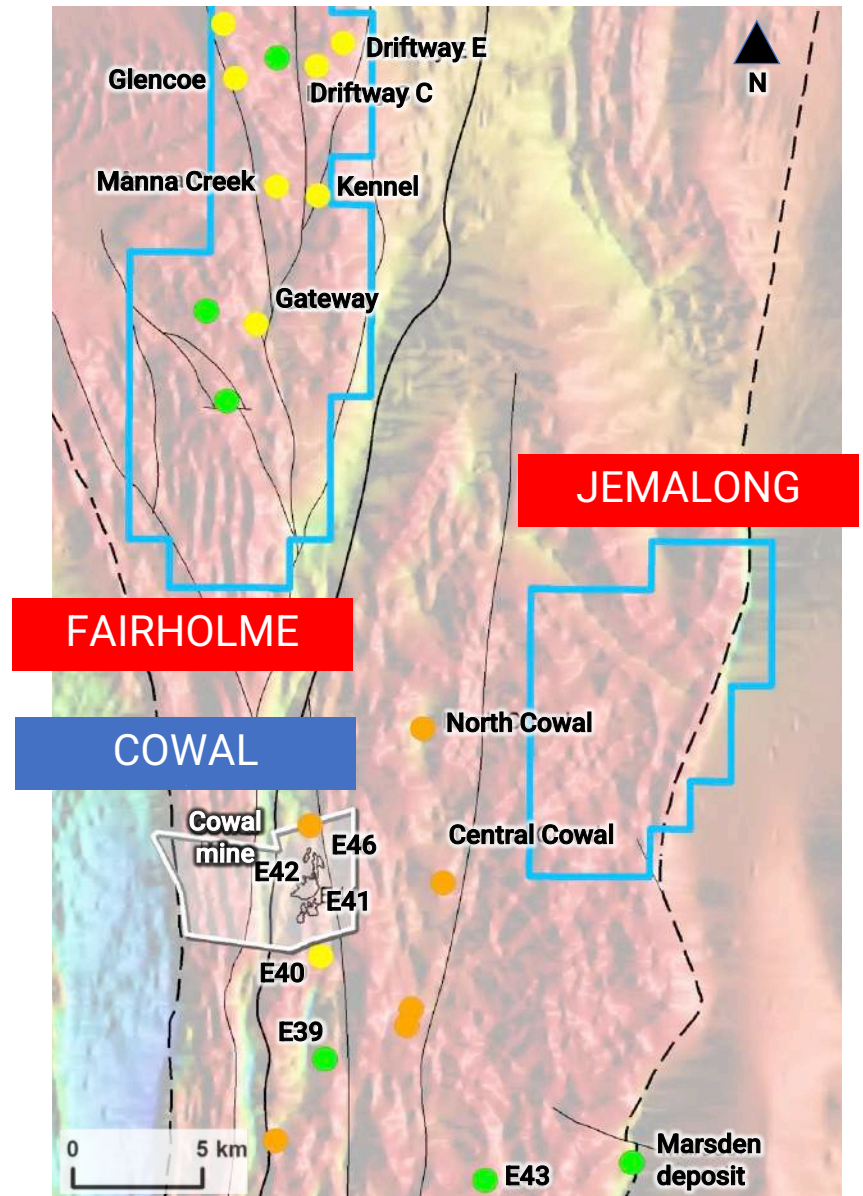 Driftway E
N
Glencoe
Driftway C
Manna Creek
Kennel
Gateway
JEMALONG
FAIRHOLME
North Cowal
COWAL
Cowal
mine
Central Cowal
E46
E42
E41
E40
E39
0
5 km
Marsden
deposit
E43